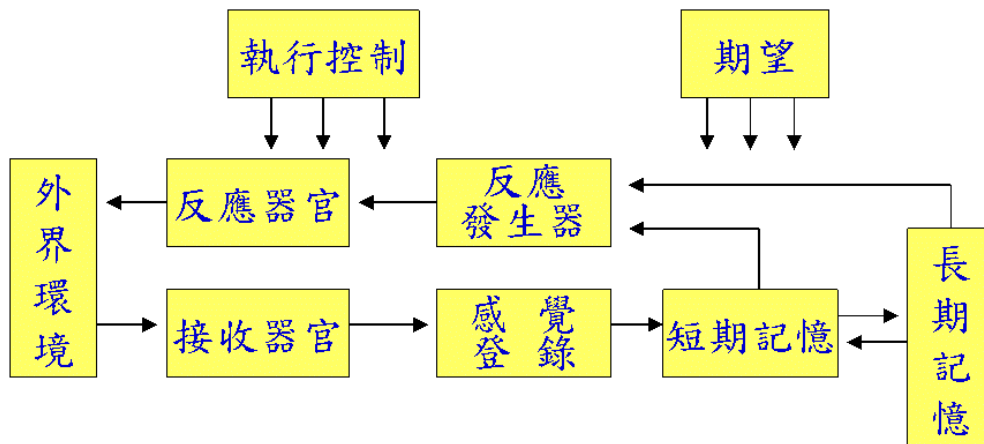 執行控制
期望
外界環境
反應器官
反應
發生器
接收器官
感覺
登錄
短期記憶
長期記憶